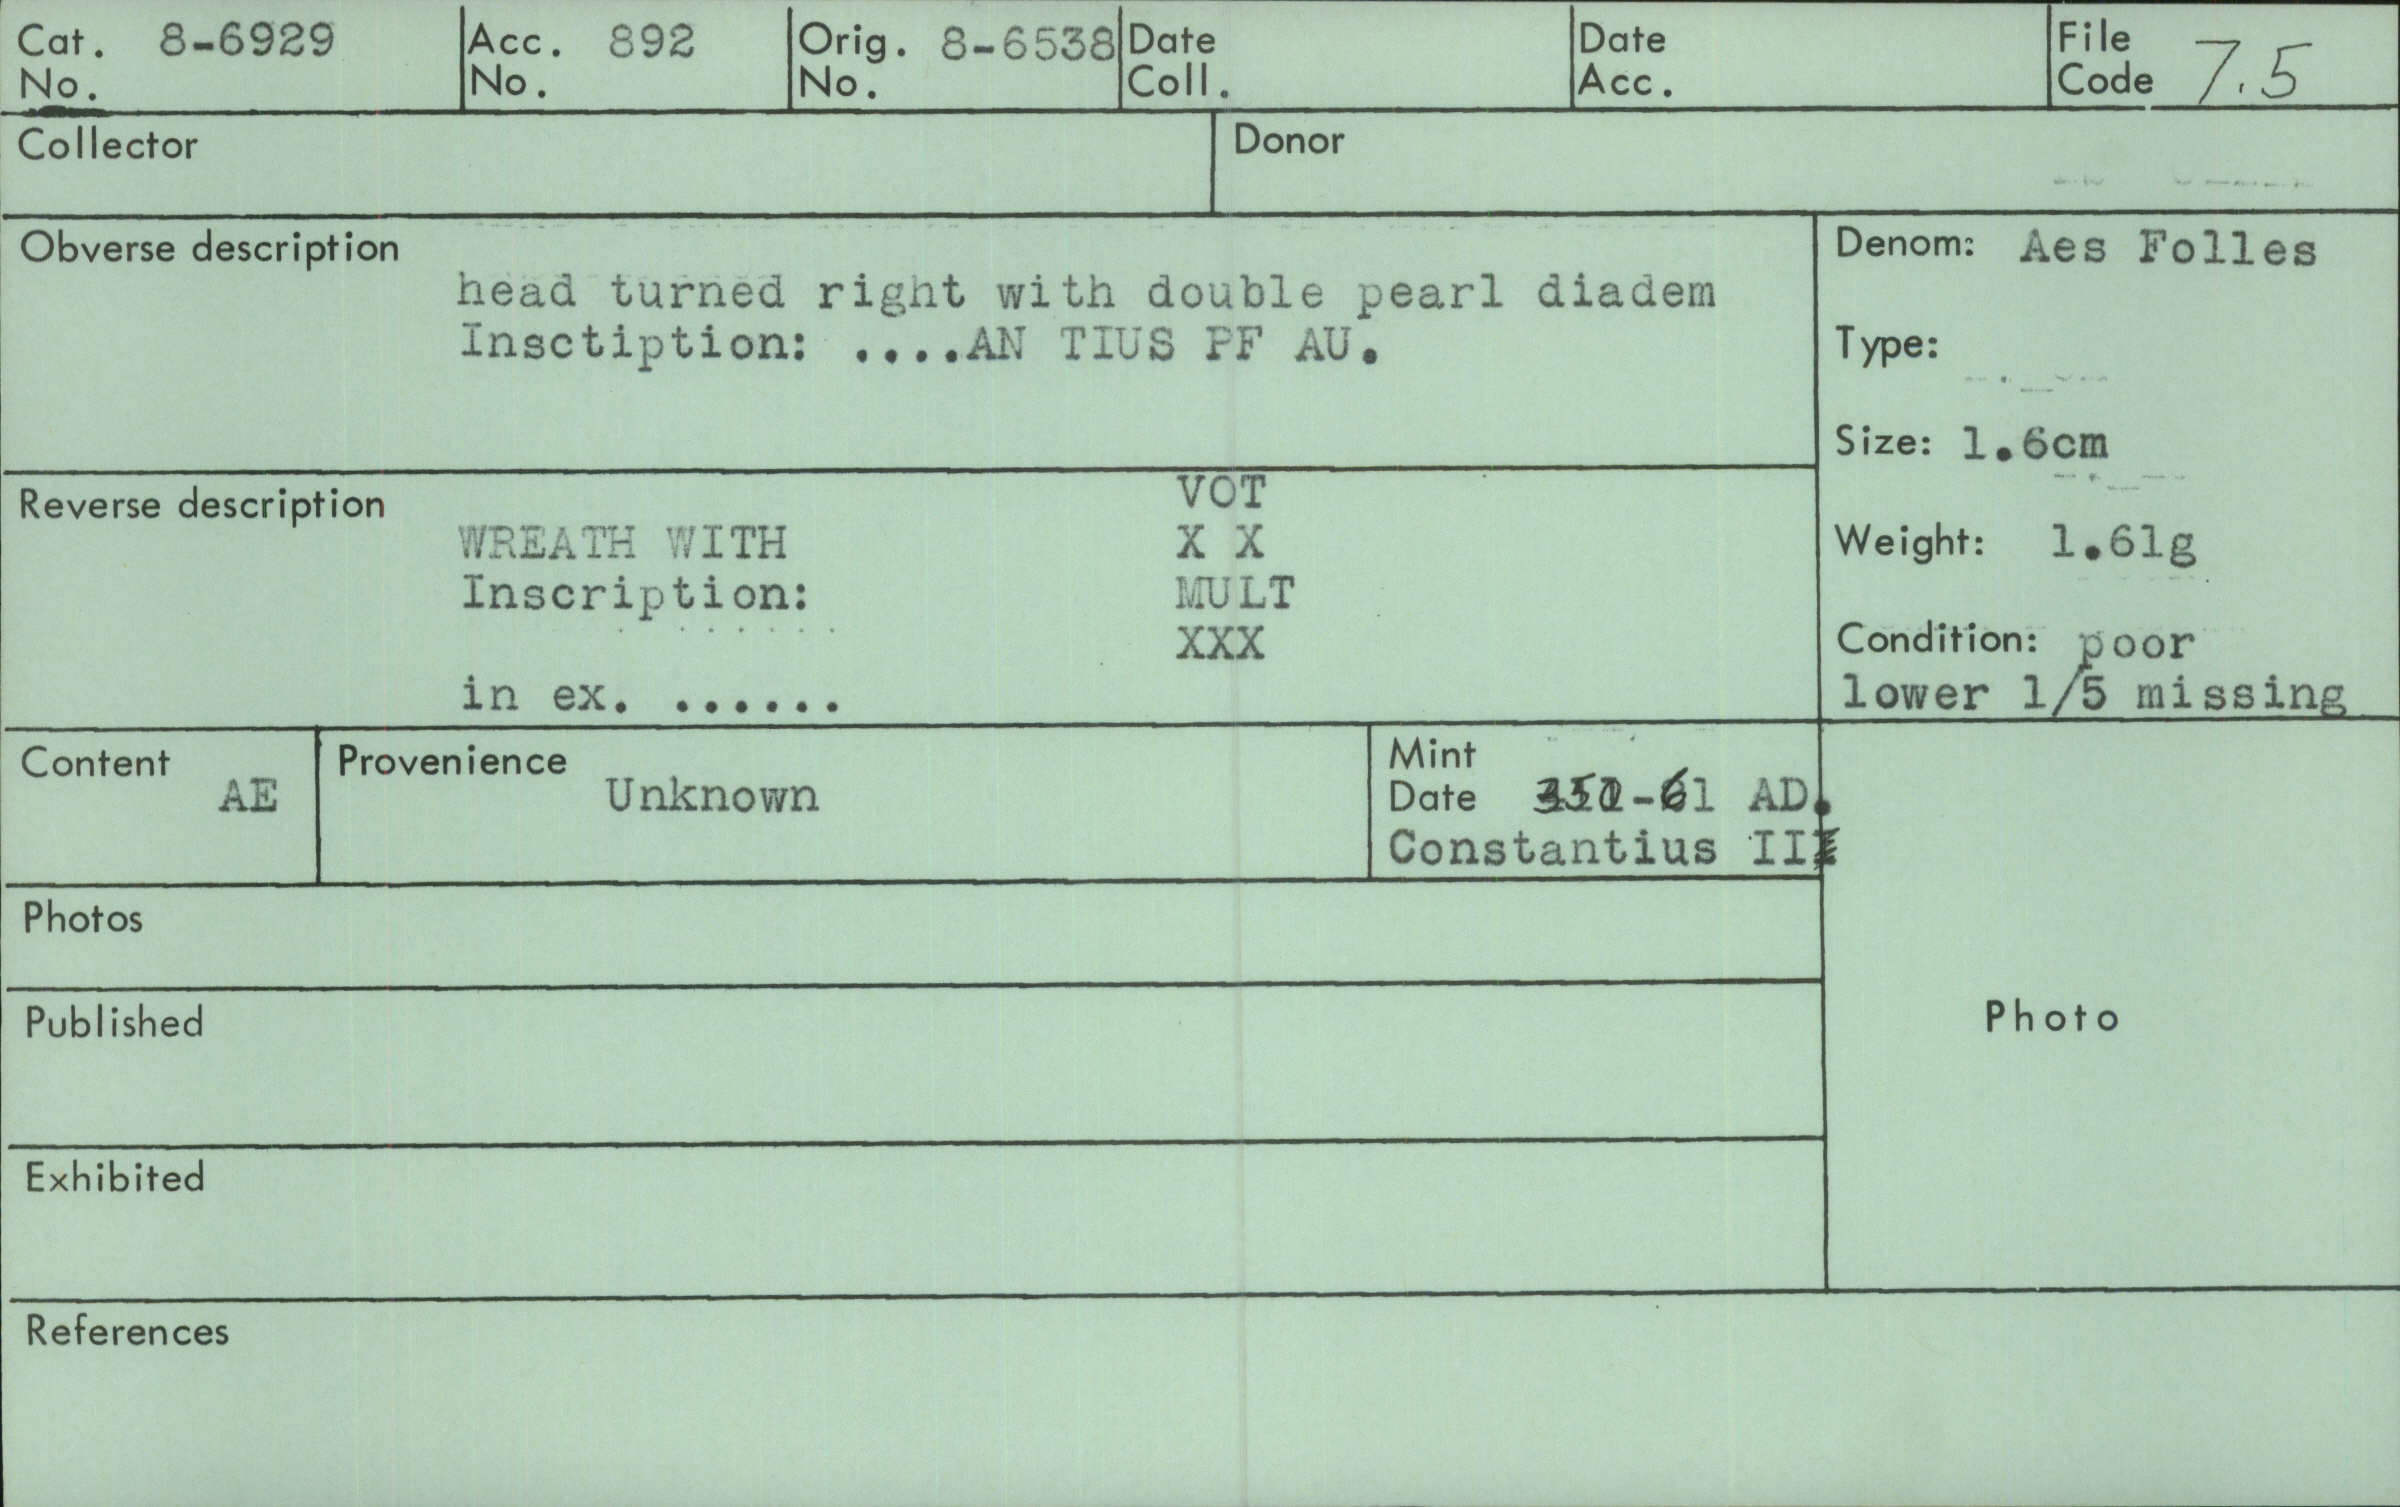 Cat. No. 8-6929
Acc. No. 892
Orig. No. 8-6538
Date Coll.
Date Acc.
File Code 7.5
Collector
Donor
Obverse description
head turned right with double pearl diadem
Insctiption: ....AN TIUS PF AU.
Denom: Aes Folles
Type:
Size: 1.6cm
Weight: 1.61g
Condition: poor
lower 1/5 missing
Reverse description
VOT
WREATH WITH X X
Inscription: MULT
XXX
in ex. ......
Content
AE
Provenience
Unknown
Mint
Date -61 AD.
Constantius II
Photos
Published
Photo
Exhibited
References